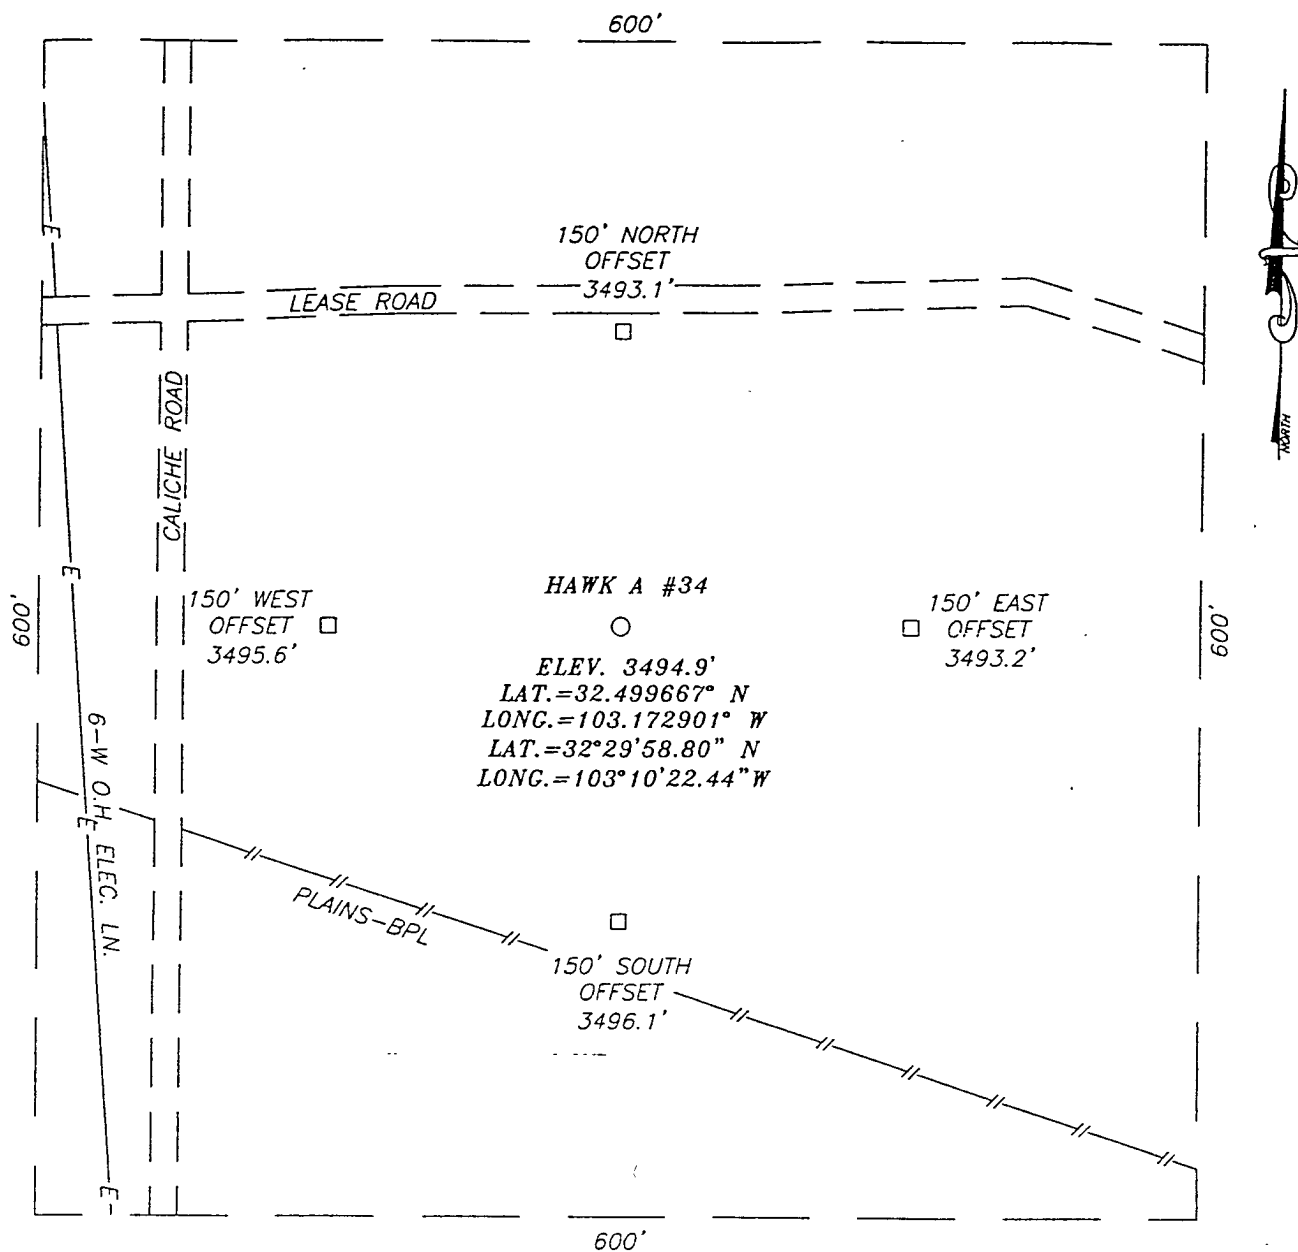 600'
150' NORTH
OFFSET
3493.1'
LEASE ROAD
NORTH
E
CALICHE ROAD
E
HAWK A #34
150' WEST
OFFSET
3495.6'
150' EAST
OFFSET
3493.2'
600'
600'
ELEV. 3494.9'
LAT.=32.499667° N
LONG.=103.172901° W
LAT.=32°29'58.80" N
LONG.=103°10'22.44"W
6-W O.H. ELEC. LN.
E
PLAINS-BPL
150' SOUTH
OFFSET
3496.1'
E
600'